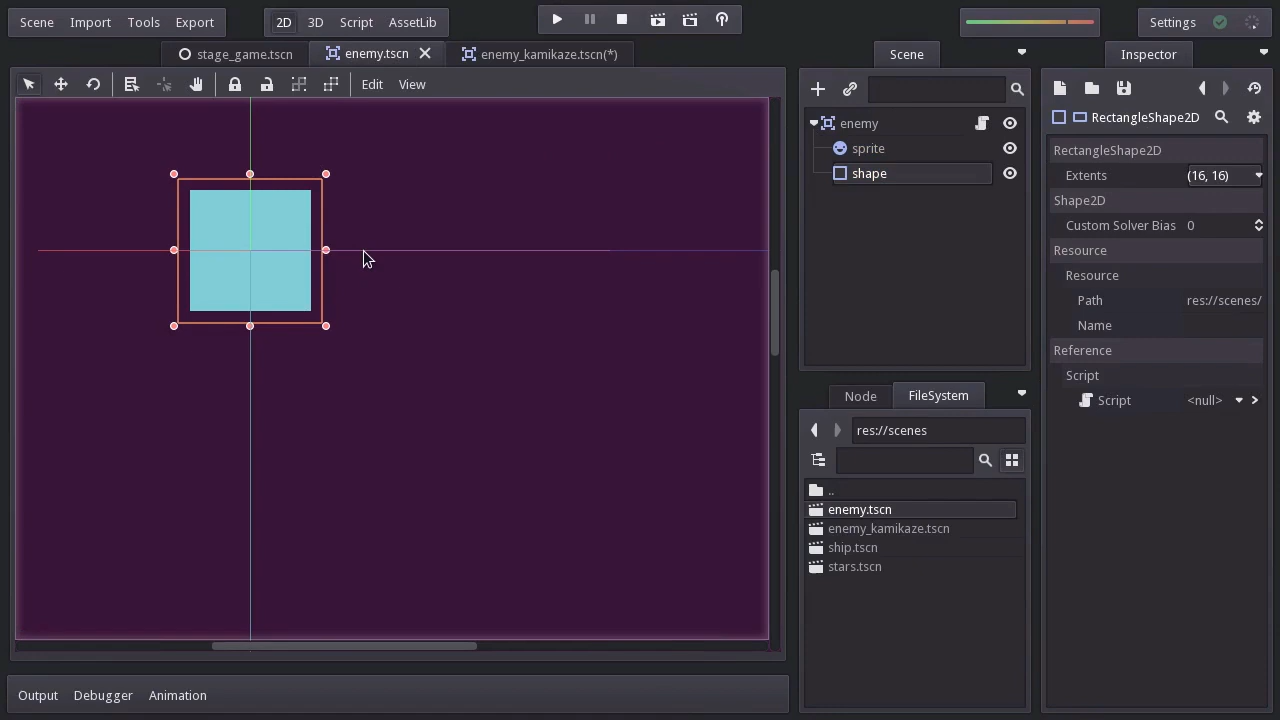 Scene Import Tools Export 2D 3D Script AssetLib Settings
stage_game.tscn enemy.tscn enemy_kamikaze.tscn(*) Scene Inspector
Edit View
RectangleShape2D
enemy
sprite
shape
RectangleShape2D
Extents (16, 16)
Shape2D
Custom Solver Bias 0
Resource
Resource
Path res://scenes/
Name
Reference
Script
Script <null>
Node FileSystem
res://scenes
..
enemy.tscn
enemy_kamikaze.tscn
ship.tscn
stars.tscn
Output Debugger Animation